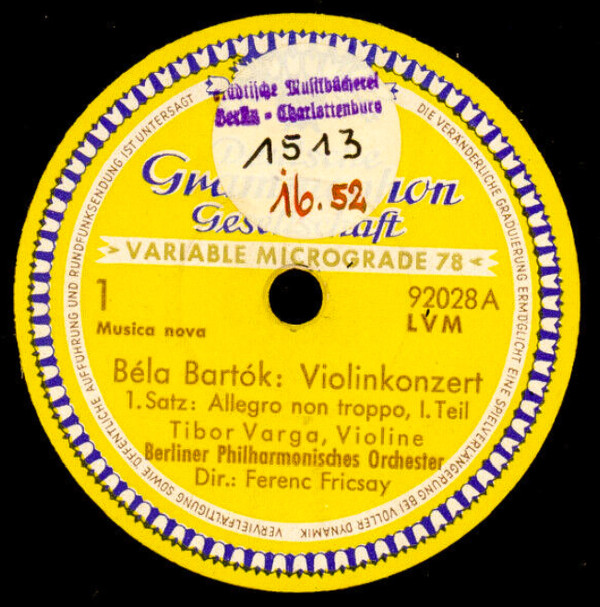 Städtische Musikbücherei
Berlin - Charlottenburg
1513
ib. 52
Gesellschaft
VARIABLE MICROGRADE 78
1
92028 A
Musica nova
LVM
Béla Bartók: Violinkonzert
1. Satz: Allegro non troppo, I. Teil
Tibor Varga, Violine
Berliner Philharmonisches Orchester
Dir.: Ferenc Fricsay
DIE VERÄNDERLICHE GRADUIERUNG ERMÖGLICHT EINE SPIELVERLÄNGERUNG BEI VOLLER DYNAMIK
VERVIELFÄLTIGUNG SOWIE ÖFFENTLICHE AUFFÜHRUNG UND RUNDFUNKSENDUNG IST UNTERSAGT